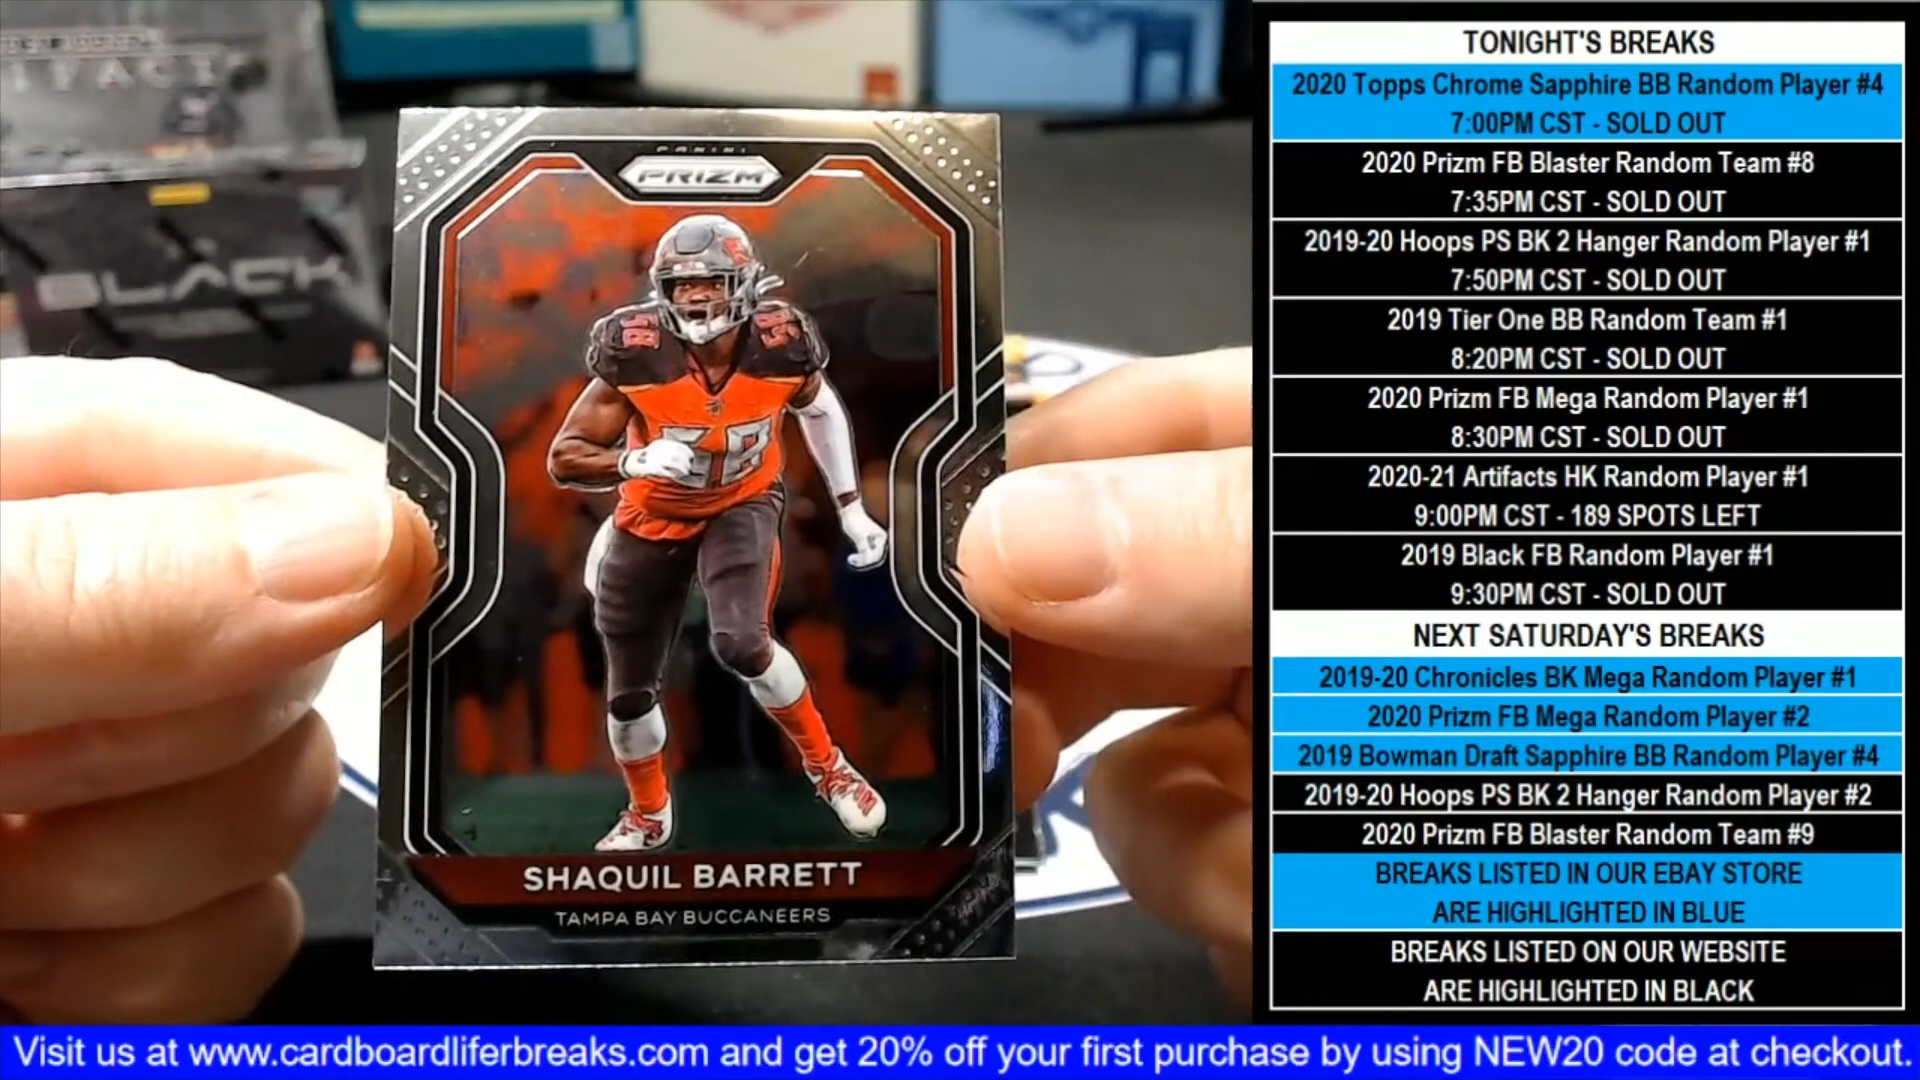 BLACK
PANINI
PRIZM
58
58
58
SHAQUIL BARRETT
TAMPA BAY BUCCANEERS
TONIGHT'S BREAKS
2020 Topps Chrome Sapphire BB Random Player #4
7:00PM CST - SOLD OUT
2020 Prizm FB Blaster Random Team #8
7:35PM CST - SOLD OUT
2019-20 Hoops PS BK 2 Hanger Random Player #1
7:50PM CST - SOLD OUT
2019 Tier One BB Random Team #1
8:20PM CST - SOLD OUT
2020 Prizm FB Mega Random Player #1
8:30PM CST - SOLD OUT
2020-21 Artifacts HK Random Player #1
9:00PM CST - 189 SPOTS LEFT
2019 Black FB Random Player #1
9:30PM CST - SOLD OUT
NEXT SATURDAY'S BREAKS
2019-20 Chronicles BK Mega Random Player #1
2020 Prizm FB Mega Random Player #2
2019 Bowman Draft Sapphire BB Random Player #4
2019-20 Hoops PS BK 2 Hanger Random Player #2
2020 Prizm FB Blaster Random Team #9
BREAKS LISTED IN OUR EBAY STORE
ARE HIGHLIGHTED IN BLUE
BREAKS LISTED ON OUR WEBSITE
ARE HIGHLIGHTED IN BLACK
Visit us at www.cardboardliferbreaks.com and get 20% off your first purchase by using NEW20 code at checkout.